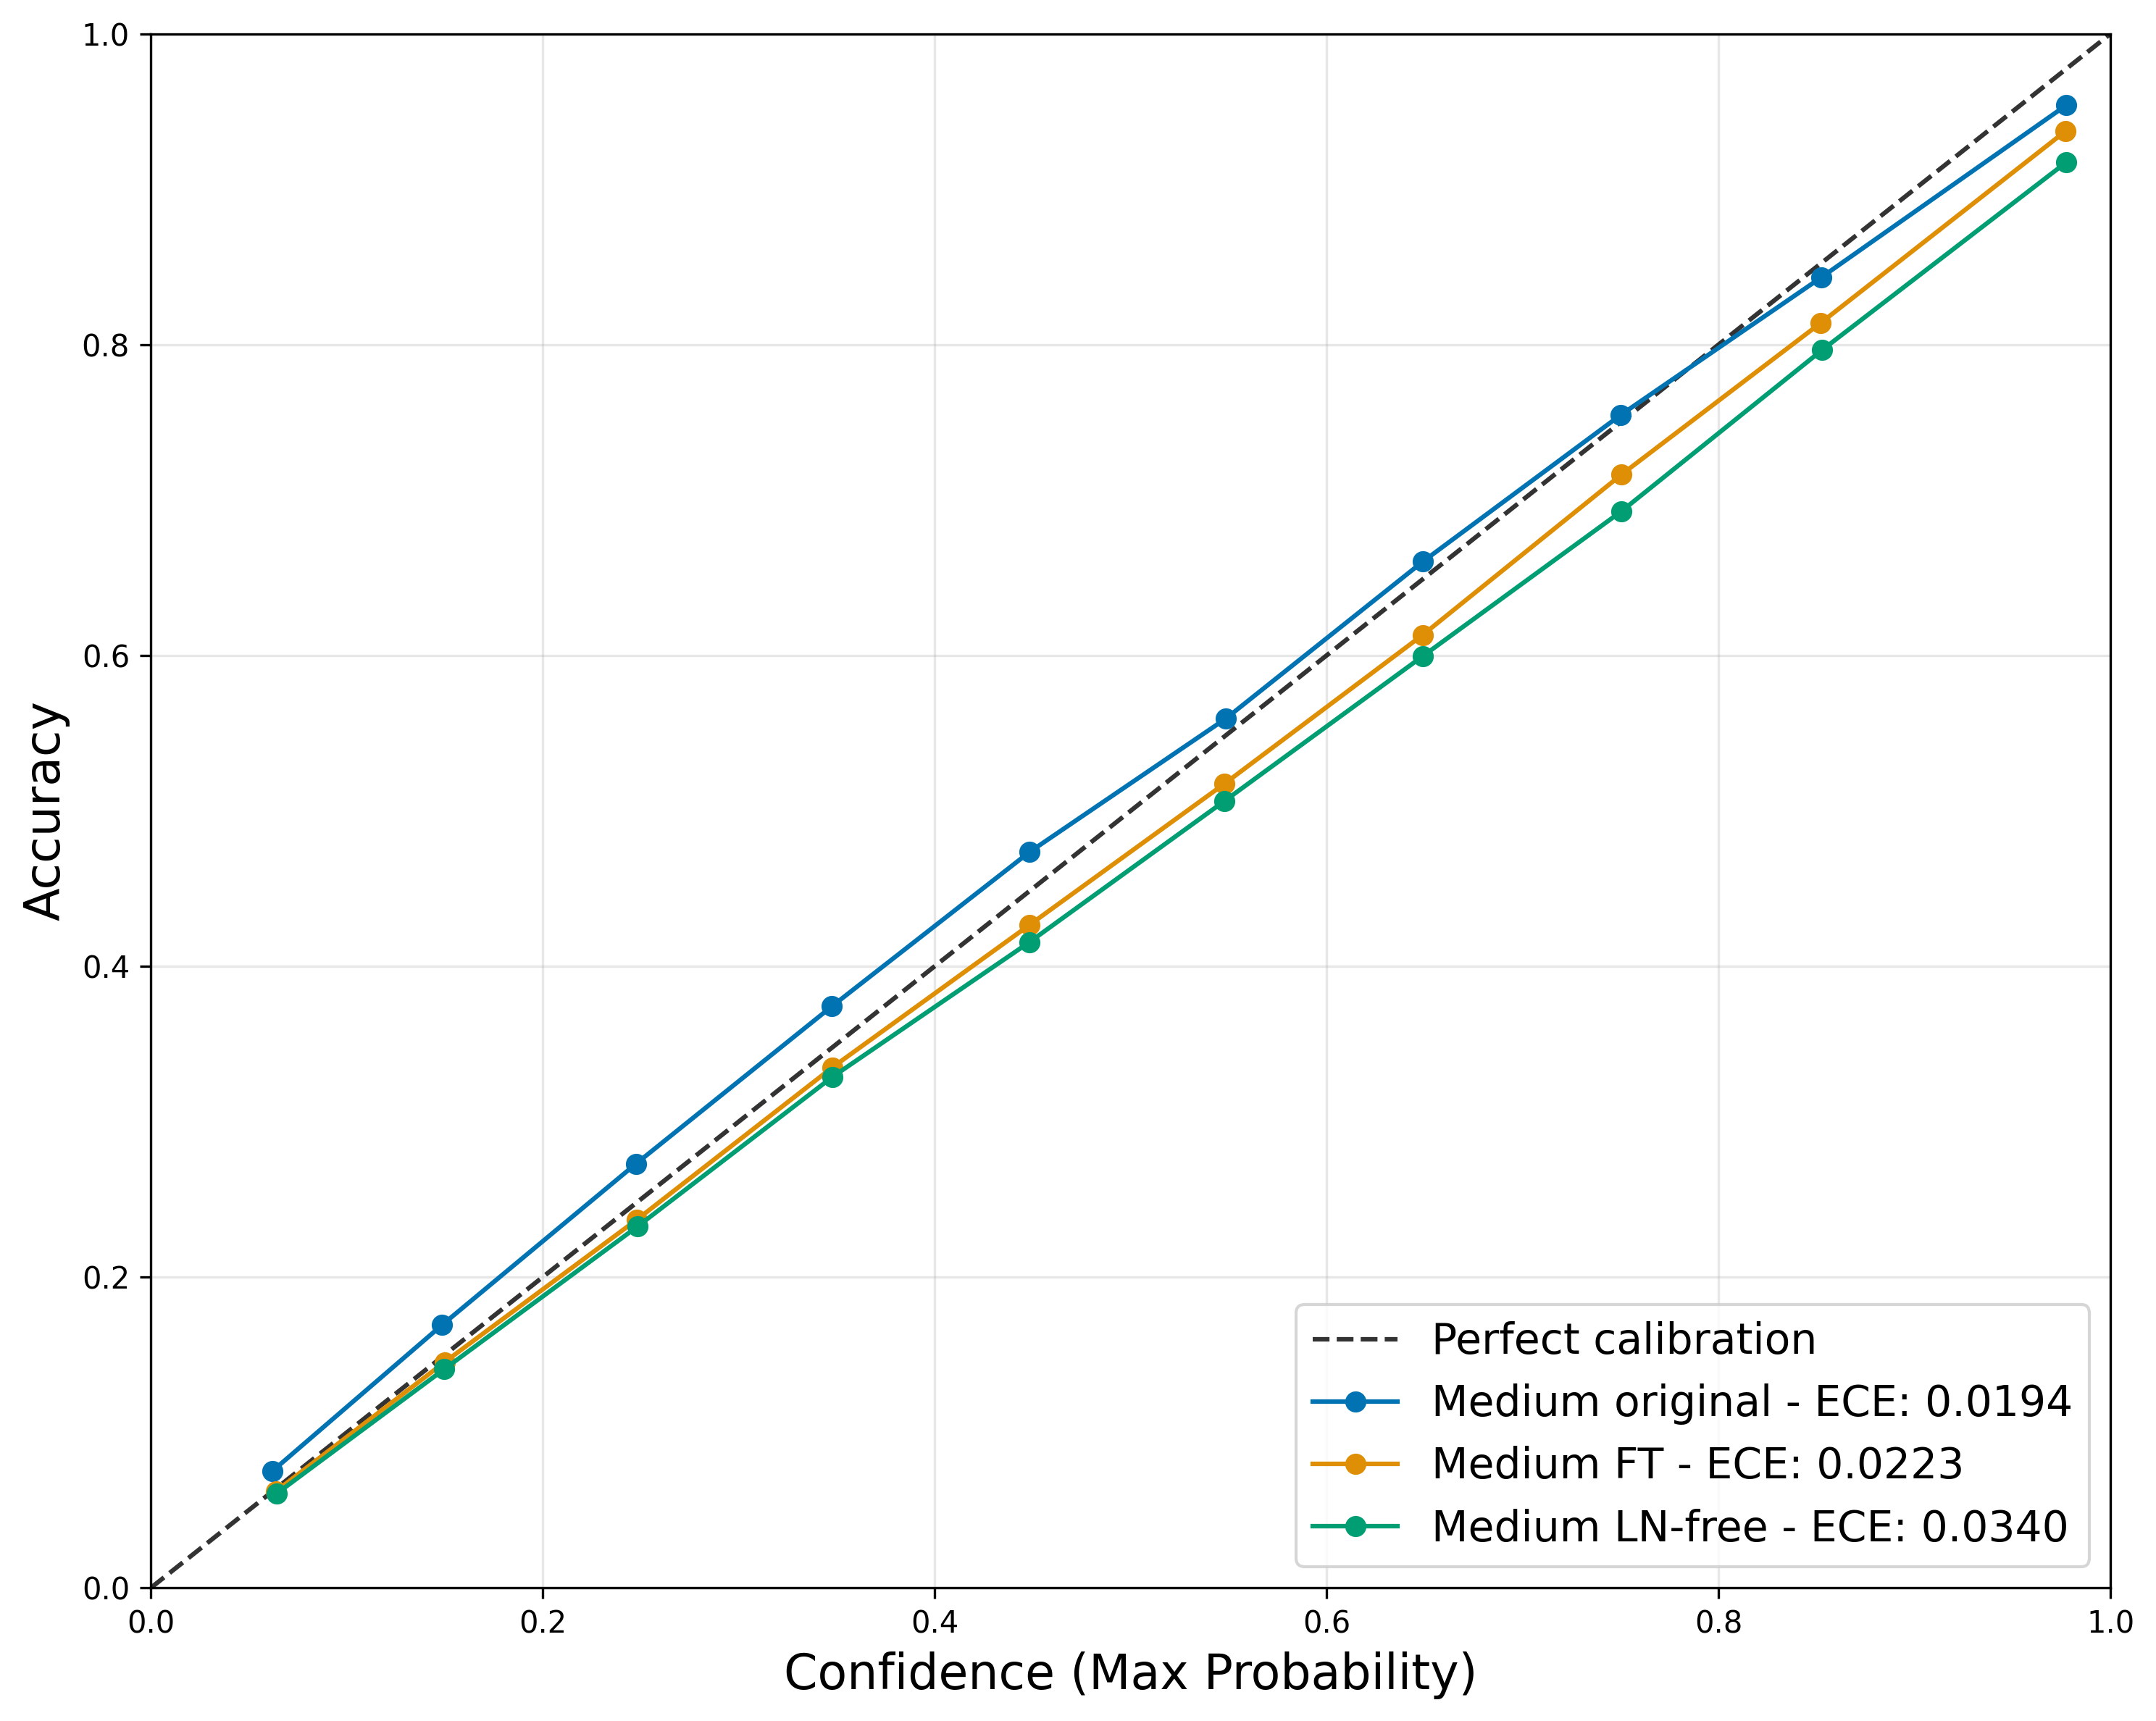 1.0
0.8
0.6
0.4
0.2
0.0
Accuracy
0.0 0.2 0.4 0.6 0.8 1.0
Confidence (Max Probability)
Perfect calibration
Medium original - ECE: 0.0194
Medium FT - ECE: 0.0223
Medium LN-free - ECE: 0.0340